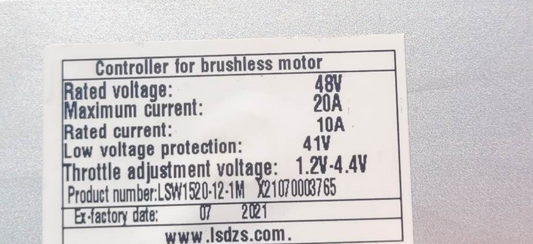 Controller for brushless motor
Rated voltage: 48V
Maximum current: 20A
Rated current: 10A
Low voltage protection: 41V
Throttle adjustment voltage: 1.2V-4.4V
Product number:LSW1520-12-1M X21070003765
Ex-factory date: 07 2021
www.lsdzs.com.